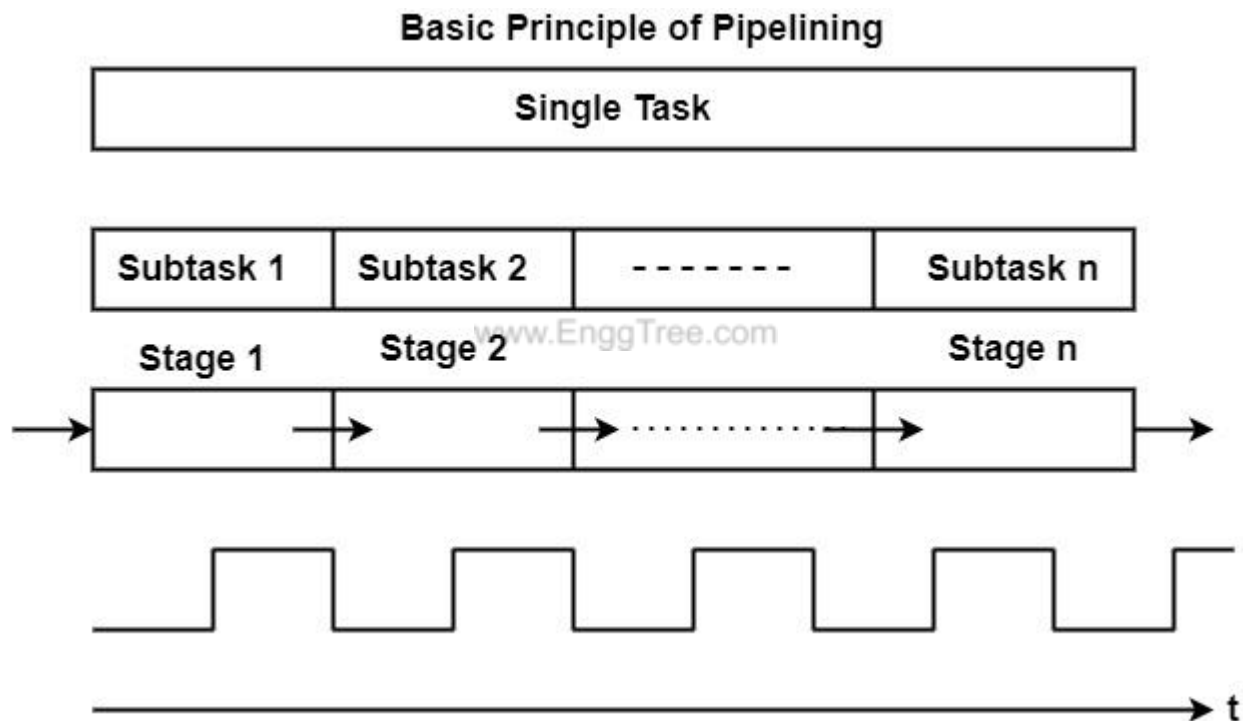 Basic Principle of Pipelining
Single Task
Subtask 1 Subtask 2 - - - - - - - Subtask n
www.EnggTree.com
Stage 1 Stage 2 Stage n
t